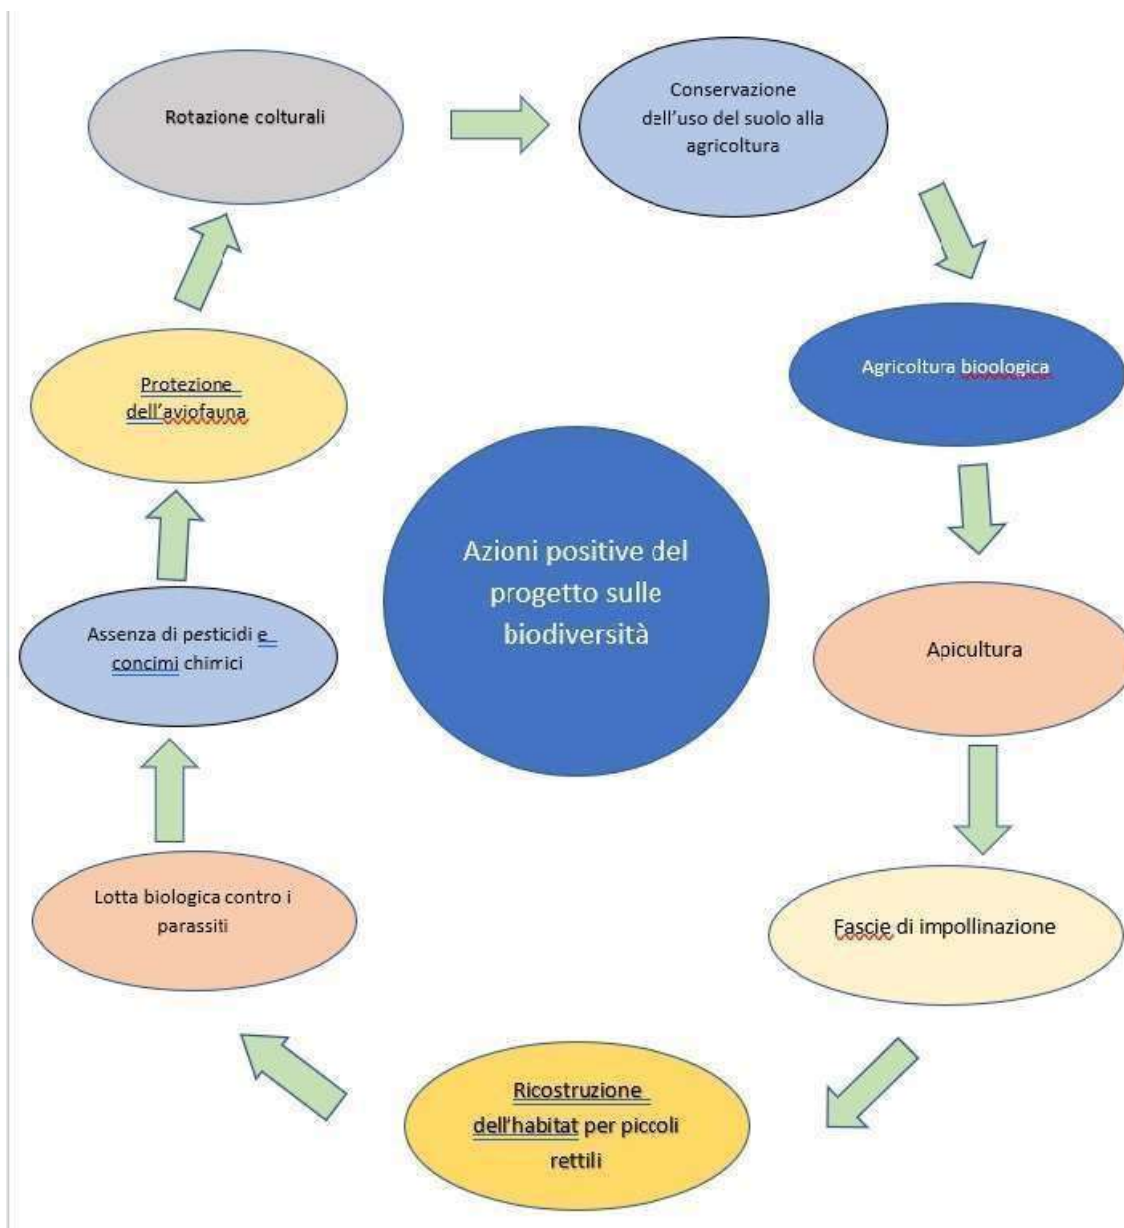 Rotazione colturali
Conservazione
dell'uso del suolo alla
agricoltura
Agricoltura bioologica
Apicultura
Fascie di impollinazione
Ricostruzione
dell'habitat per piccoli
rettili
Lotta biologica contro i
parassiti
Assenza di pesticidi e
concimi chimici
Protezione
dell'aviofauna
Azioni positive del
progetto sulle
biodiversità